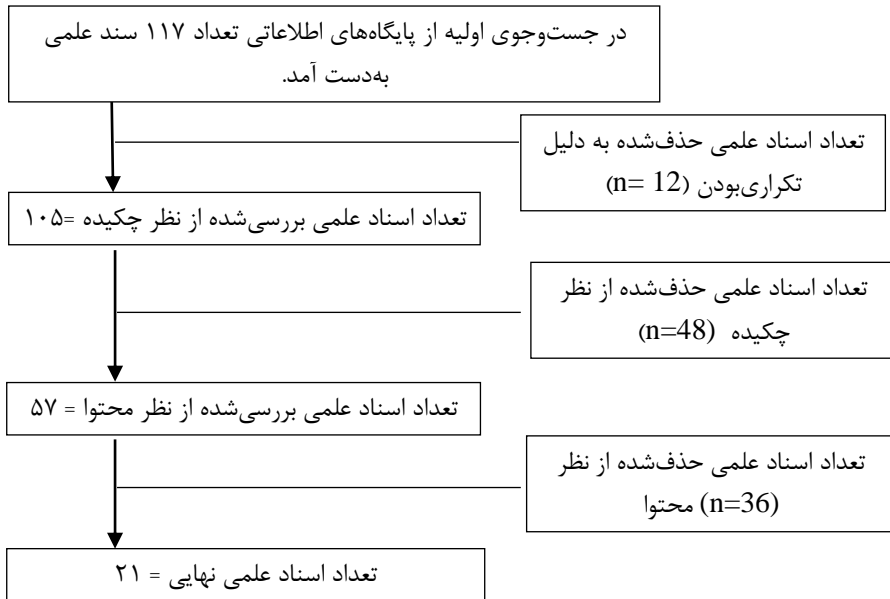 در جست‌وجوی اولیه از پایگاه‌های اطلاعاتی تعداد ۱۱۷ سند علمی
به‌دست آمد.
تعداد اسناد علمی حذف‌شده به دلیل
تکراری‌بودن (n= 12)
تعداد اسناد علمی بررسی‌شده از نظر چکیده =۱۰۵
تعداد اسناد علمی حذف‌شده از نظر
چکیده (n=48)
تعداد اسناد علمی بررسی‌شده از نظر محتوا = ۵۷
تعداد اسناد علمی حذف‌شده از نظر
محتوا (n=36)
تعداد اسناد علمی نهایی = ۲۱